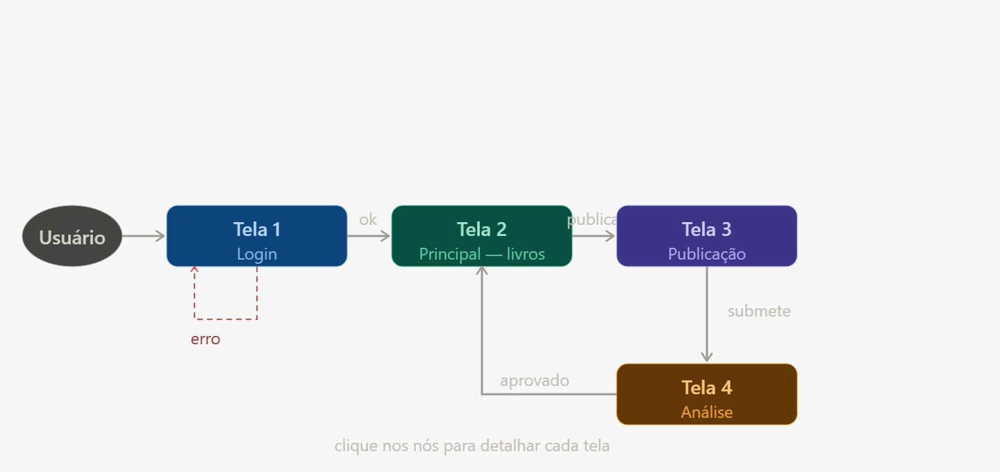 Usuário
Tela 1
Login
ok
Tela 2
Principal — livros
publica
Tela 3
Publicação
erro
submete
aprovado
Tela 4
Análise
clique nos nós para detalhar cada tela